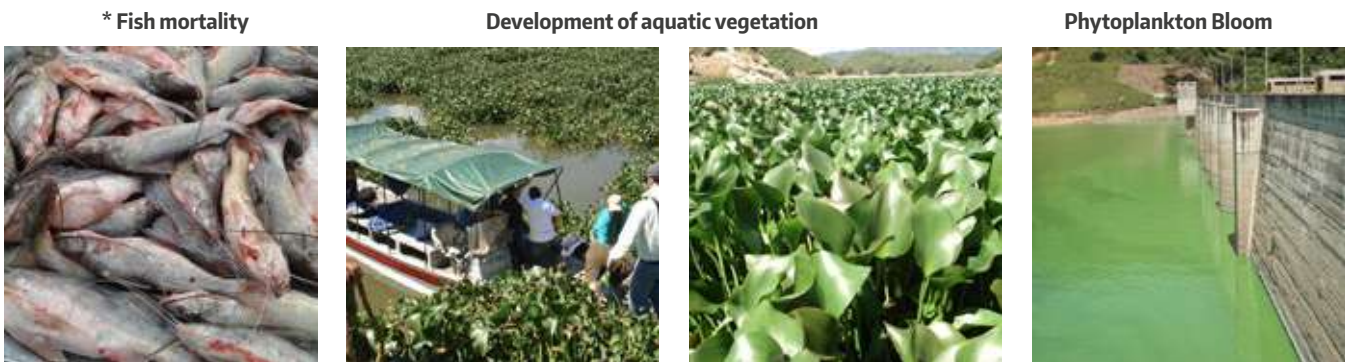 * Fish mortality
Development of aquatic vegetation
Phytoplankton Bloom